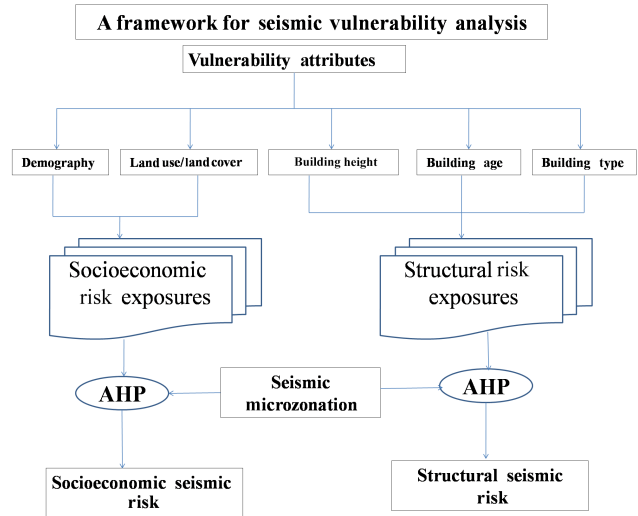 A framework for seismic vulnerability analysis
Vulnerability attributes
Demography
Land use/land cover
Building height
Building age
Building type
Socioeconomic
risk exposures
Structural risk
exposures
AHP
Seismic
microzonation
AHP
Socioeconomic seismic
risk
Structural seismic
risk